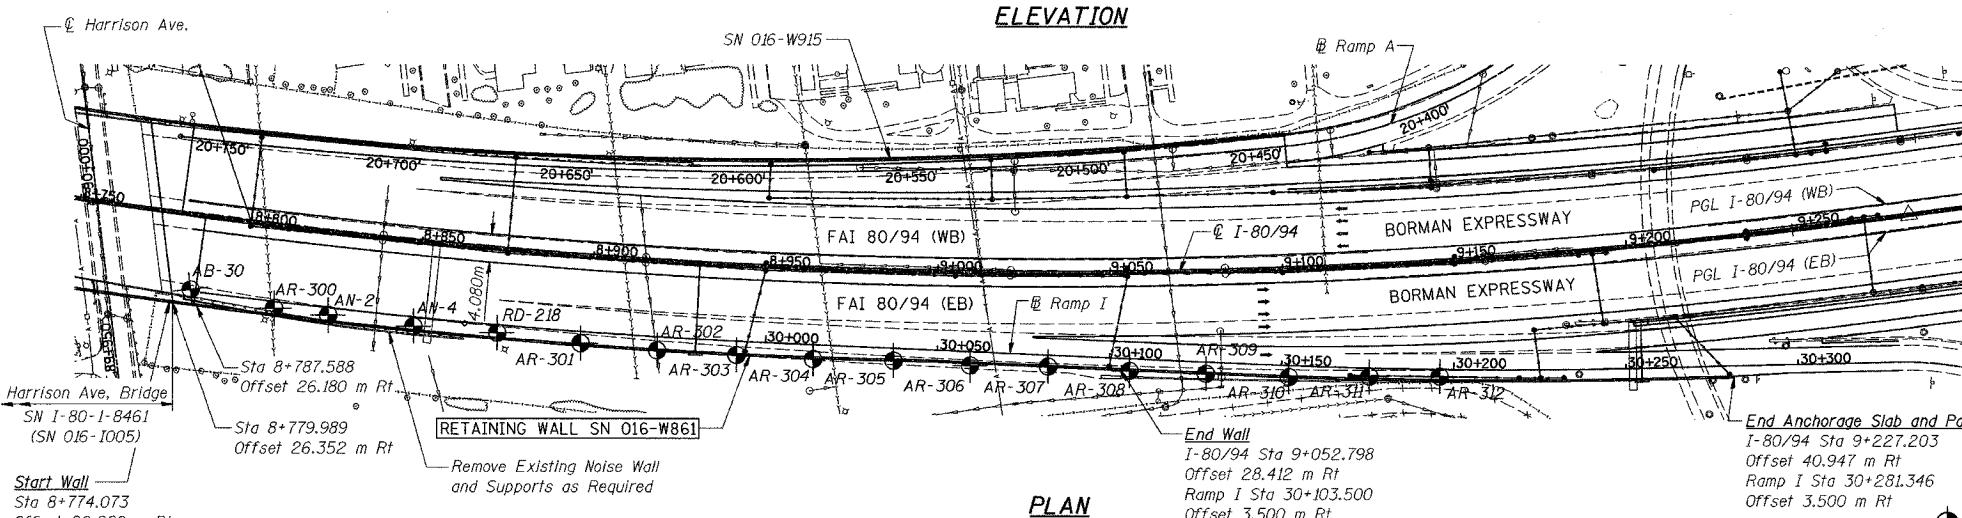 ELEVATION
℄ Harrison Ave.
SN 016-W915
Ramp A
20+750'
20+700'
20+650'
20+600'
20+550'
20+500'
20+450'
20+400'
90+000
8+750
8+800
8+850
8+900
8+950
9+000
9+050
9+100
9+150
9+200
9+250
FAI 80/94 (WB)
℄ I-80/94
BORMAN EXPRESSWAY
PGL I-80/94 (WB)
FAI 80/94 (EB)
Ramp I
BORMAN EXPRESSWAY
PGL I-80/94 (EB)
4.080m
AB-30
AR-300
AN-2
AN-4
RD-218
AR-301
AR-302
AR-303
AR-304
AR-305
AR-306
AR-307
AR-308
AR-309
AR-310
AR-311
AR-312
30+000
30+050
30+100
30+150
30+200
30+250
30+300
89+950
Sta 8+787.588
Offset 26.180 m Rt
Harrison Ave, Bridge
SN I-80-1-8461
(SN 016-1005)
Sta 8+779.989
Offset 26.352 m Rt
RETAINING WALL SN 016-W861
Remove Existing Noise Wall
and Supports as Required
Start Wall
Sta 8+774.073
End Wall
I-80/94 Sta 9+052.798
Offset 28.412 m Rt
Ramp I Sta 30+103.500
Offset 3.500 m Rt
End Anchorage Slab and Pa
I-80/94 Sta 9+227.203
Offset 40.947 m Rt
Ramp I Sta 30+281.346
Offset 3.500 m Rt
PLAN